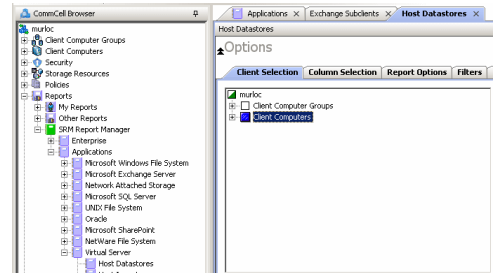 CommCell Browser
murloc
Client Computer Groups
Client Computers
Security
Storage Resources
Policies
Reports
My Reports
Other Reports
SRM Report Manager
Enterprise
Applications
Microsoft Windows File System
Microsoft Exchange Server
Network Attached Storage
Microsoft SQL Server
UNIX File System
Oracle
Microsoft SharePoint
NetWare File System
Virtual Server
Host Datastores
Applications × Exchange Subclients × Host Datastores ×
Host Datastores
Options
Client Selection Column Selection Report Options Filters
murloc
Client Computer Groups
Client Computers